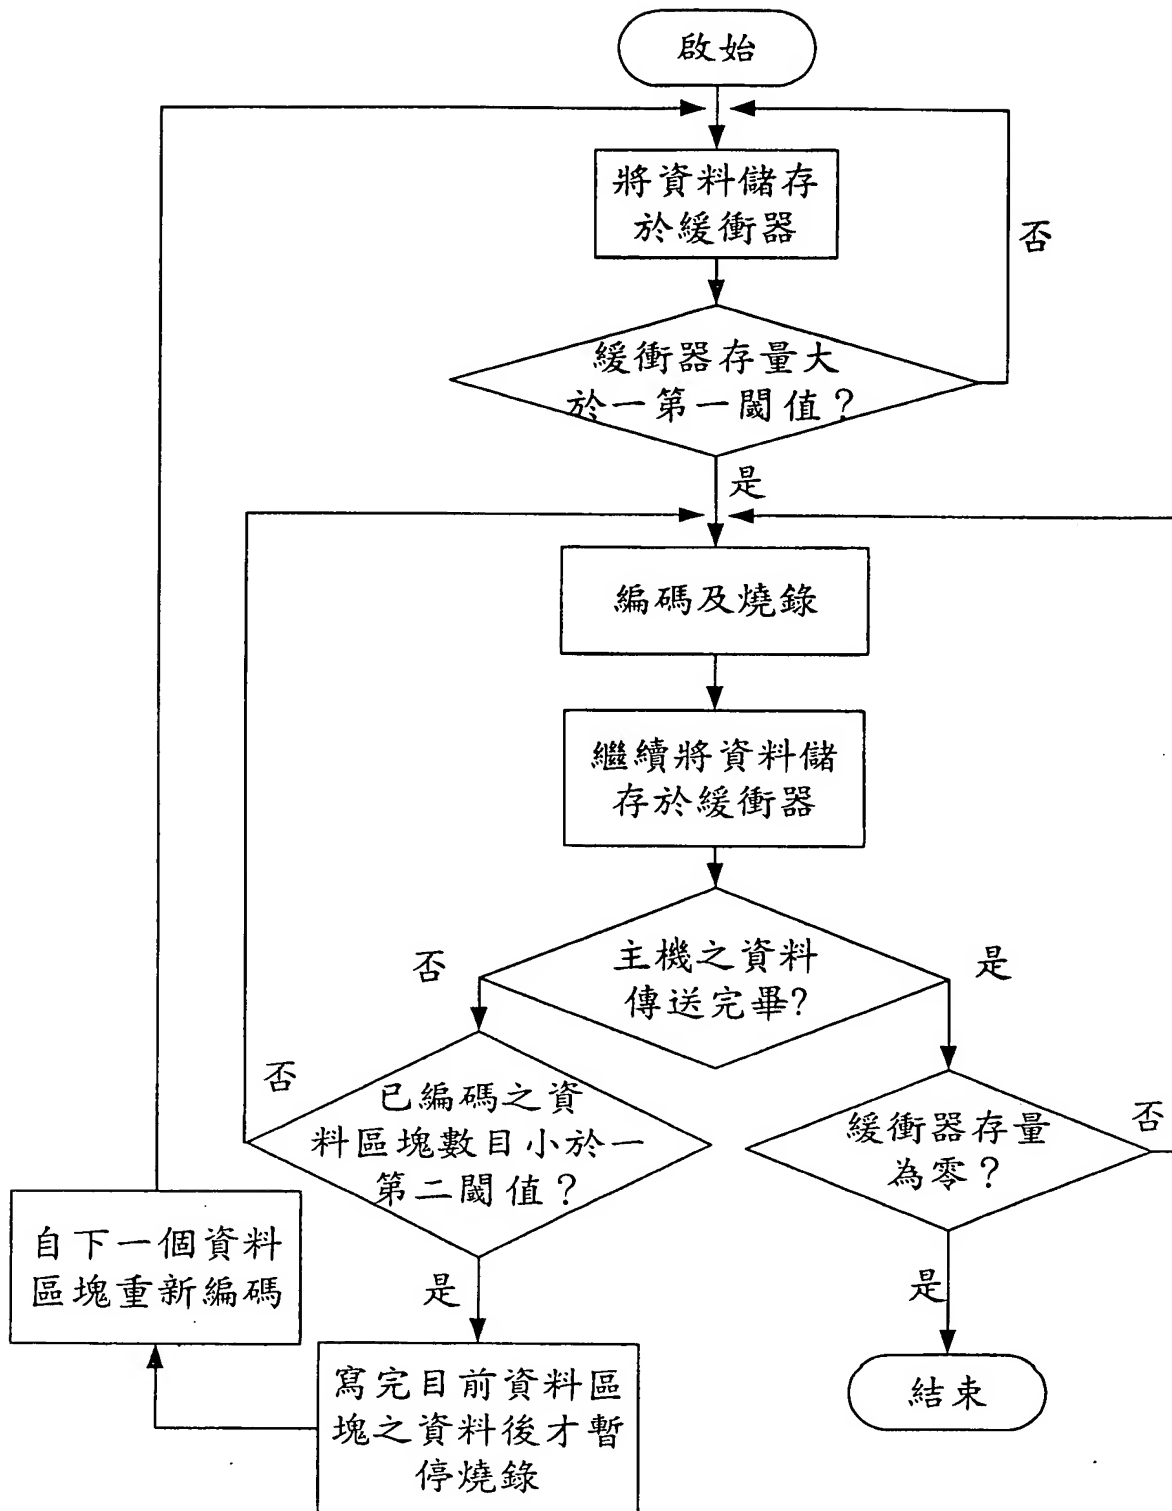 啟始
將資料儲存
於緩衝器
否
緩衝器存量大
於一第一閾值？
是
編碼及燒錄
繼續將資料儲
存於緩衝器
否
主機之資料
傳送完畢?
是
否
已編碼之資
料區塊數目小於一
第二閾值？
緩衝器存量
為零？
否
自下一個資料
區塊重新編碼
是
是
寫完目前資料區
塊之資料後才暫
停燒錄
結束